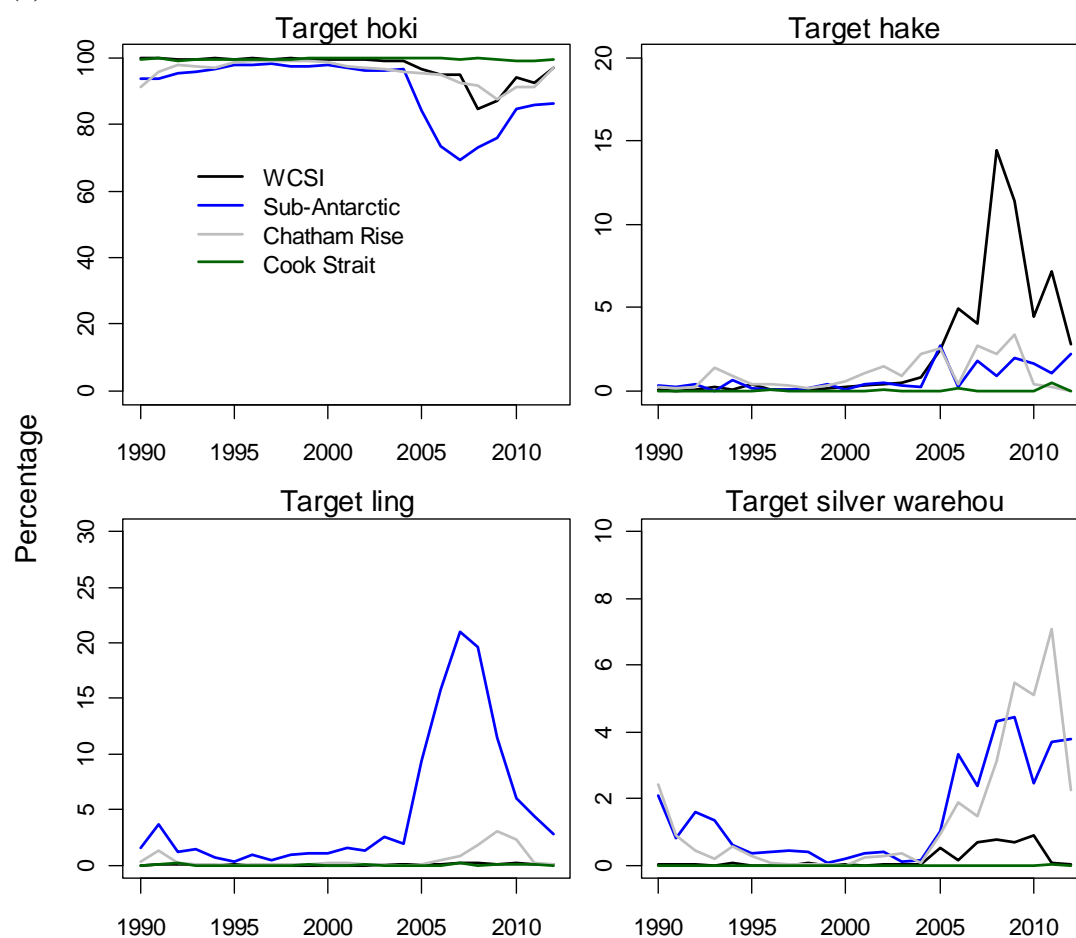 Target hoki
100
80
60
40
20
0
1990 1995 2000 2005 2010
WCSI
Sub-Antarctic
Chatham Rise
Cook Strait
Target hake
20
15
10
5
0
1990 1995 2000 2005 2010
Percentage
Target ling
30
25
20
15
10
5
0
1990 1995 2000 2005 2010
Target silver warehou
10
8
6
4
2
0
1990 1995 2000 2005 2010